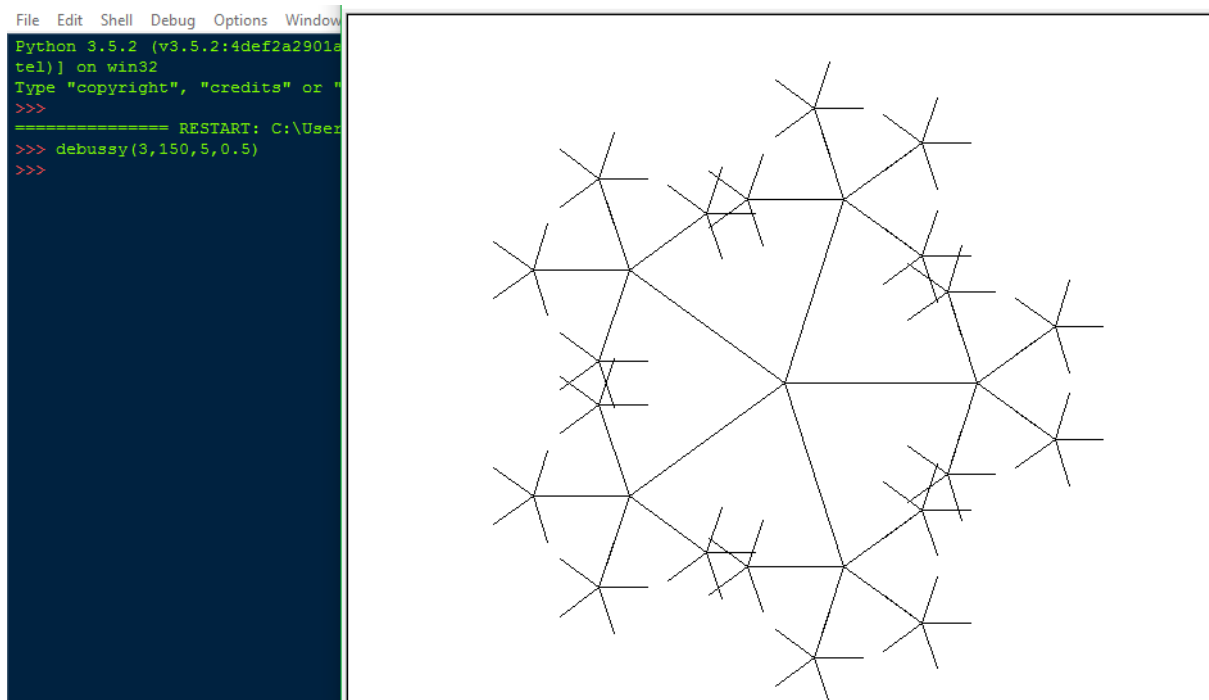 File Edit Shell Debug Options Window
Python 3.5.2 (v3.5.2:4def2a2901a
tel)] on win32
Type "copyright", "credits" or "
>>>
=============== RESTART: C:\User
>>> debussy(3,150,5,0.5)
>>>